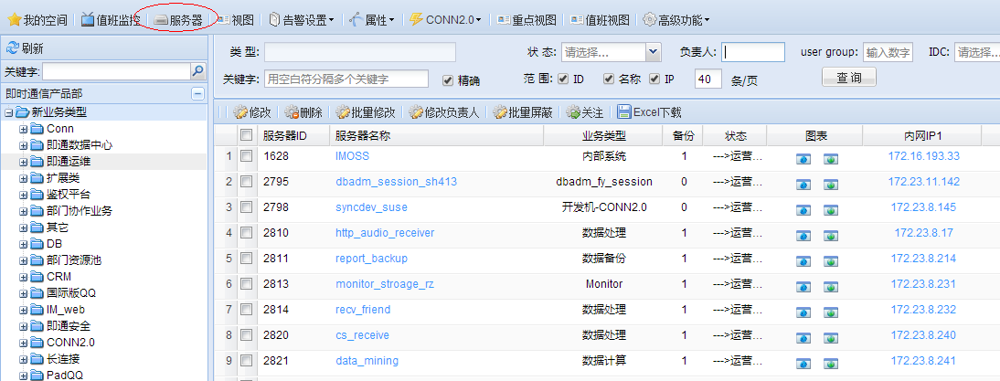 我的空间 值班监控 服务器 视图 告警设置 属性 CONN2.0 重点视图 值班视图 高级功能
刷新
关键字:
即时通信产品部
新业务类型
Conn
即通数据中心
即通运维
扩展类
鉴权平台
部门协作业务
其它
DB
部门资源池
CRM
国际版QQ
IM_web
即通安全
CONN2.0
长连接
PadQQ
类 型: 状 态: 请选择... 负责人: user group: 输入数字 IDC: 请选择...
关键字: 用空白符分隔多个关键字 精确 范 围: ID 名称 IP 40 条/页 查 询
修改 删除 批量修改 修改负责人 批量屏蔽 关注 Excel下载
服务器ID 服务器名称 业务类型 备份 状态 图表 内网IP1
1 1628 IMOSS 内部系统 1 --->运营... 172.16.193.33
2 2795 dbadm_session_sh413 dbadm_fy_session 0 --->运营... 172.23.11.142
3 2798 syncdev_suse 开发机-CONN2.0 0 --->运营... 172.23.8.145
4 2810 http_audio_receiver 数据处理 1 --->运营... 172.23.8.17
5 2811 report_backup 数据备份 1 --->运营... 172.23.8.214
6 2813 monitor_stroage_rz Monitor 1 --->运营... 172.23.8.231
7 2814 recv_friend 数据处理 1 --->运营... 172.23.8.232
8 2820 cs_receive 数据处理 1 --->运营... 172.23.8.240
9 2821 data_mining 数据计算 1 --->运营... 172.23.8.241